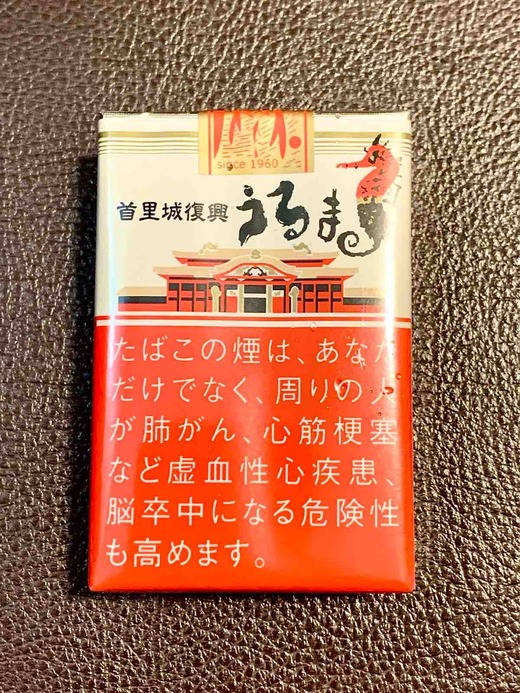 since 1960
首里城復興 うるま
たばこの煙は、あなた
だけでなく、周りの人
が肺がん、心筋梗塞
など虚血性心疾患、
脳卒中になる危険性
も高めます。